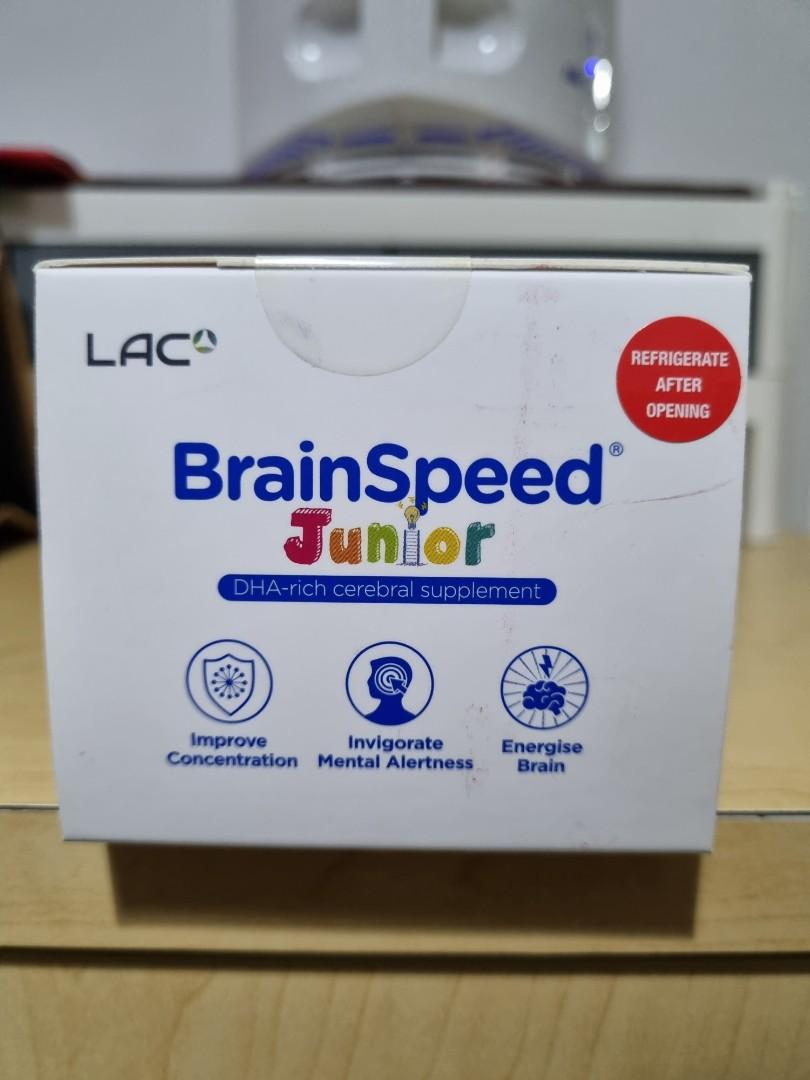 LAC
REFRIGERATE
AFTER
OPENING
BrainSpeed®
Junior
DHA-rich cerebral supplement
Improve
Concentration
Invigorate
Mental Alertness
Energise
Brain